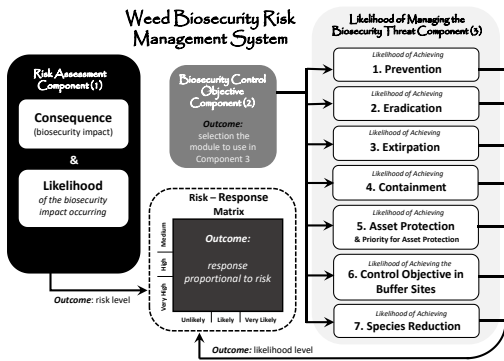 Weed Biosecurity Risk
Management System
Risk Assessment
Component (1)
Consequence
(biosecurity impact)
&
Likelihood
of the biosecurity
impact occurring
Outcome: risk level
Biosecurity Control
Objective
Component (2)
Outcome:
selection the
module to use in
Component 3
Risk – Response
Matrix
Medium
High
Very High
Outcome:
response
proportional to risk
Unlikely
Likely
Very Likely
Outcome: likelihood level
Likelihood of Managing the
Biosecurity Threat Component (3)
Likelihood of Achieving
1. Prevention
Likelihood of Achieving
2. Eradication
Likelihood of Achieving
3. Extirpation
Likelihood of Achieving
4. Containment
Likelihood of Achieving
5. Asset Protection
& Priority for Asset Protection
Likelihood of Achieving the
6. Control Objective in
Buffer Sites
Likelihood of Achieving
7. Species Reduction